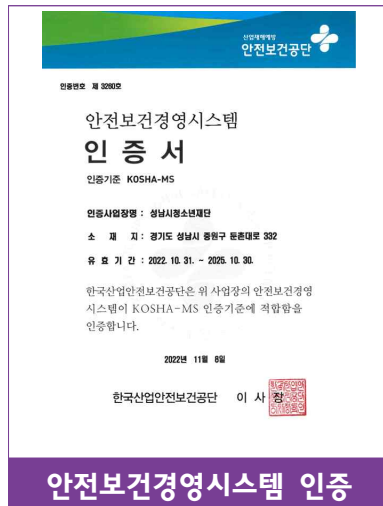 산업재해예방
안전보건공단
인증번호 제 3260호
안전보건경영시스템
인 증 서
인증기준 KOSHA-MS
인증사업장명 : 성남시청소년재단
소 재 지 : 경기도 성남시 중원구 둔촌대로 332
유 효 기 간 : 2022. 10. 31. ~ 2025. 10. 30.
한국산업안전보건공단은 위 사업장의 안전보건경영
시스템이 KOSHA-MS 인증기준에 적합함을
인증합니다.
2022년 11월 8일
한국산업안전보건공단 이 사 장
안전보건경영시스템 인증